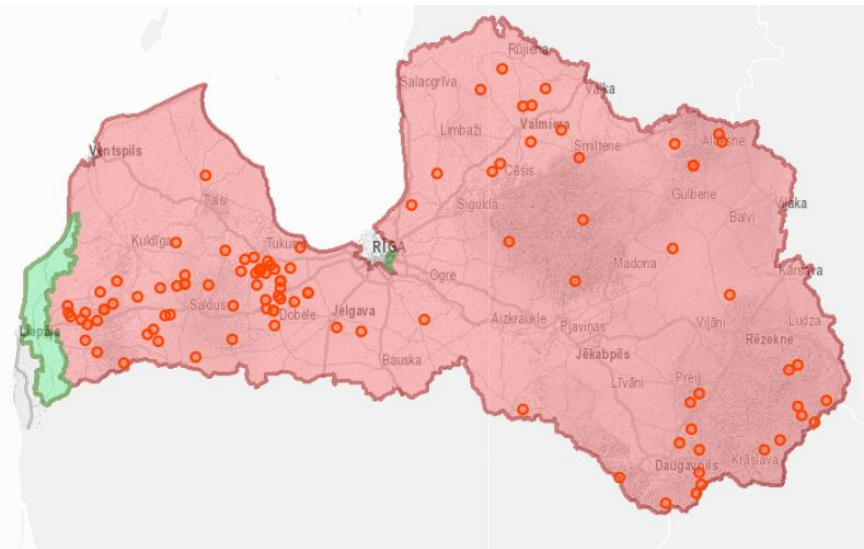 Rūjiena
Salacgrīva
Valka
Limbaži
Valmiera
Smiltene
Alūksne
Ventspils
Cēsis
Talsi
Sigulda
Gulbene
Viļaka
Balvi
Kuldīga
Tukums
RĪGA
Ogre
Madona
Kārsava
Saldus
Dobele
Jelgava
Aizkraukle
Pļaviņas
Viļāni
Ludza
Liepāja
Rēzekne
Bauska
Jēkabpils
Līvāni
Preiļi
Daugavpils
Krāslava